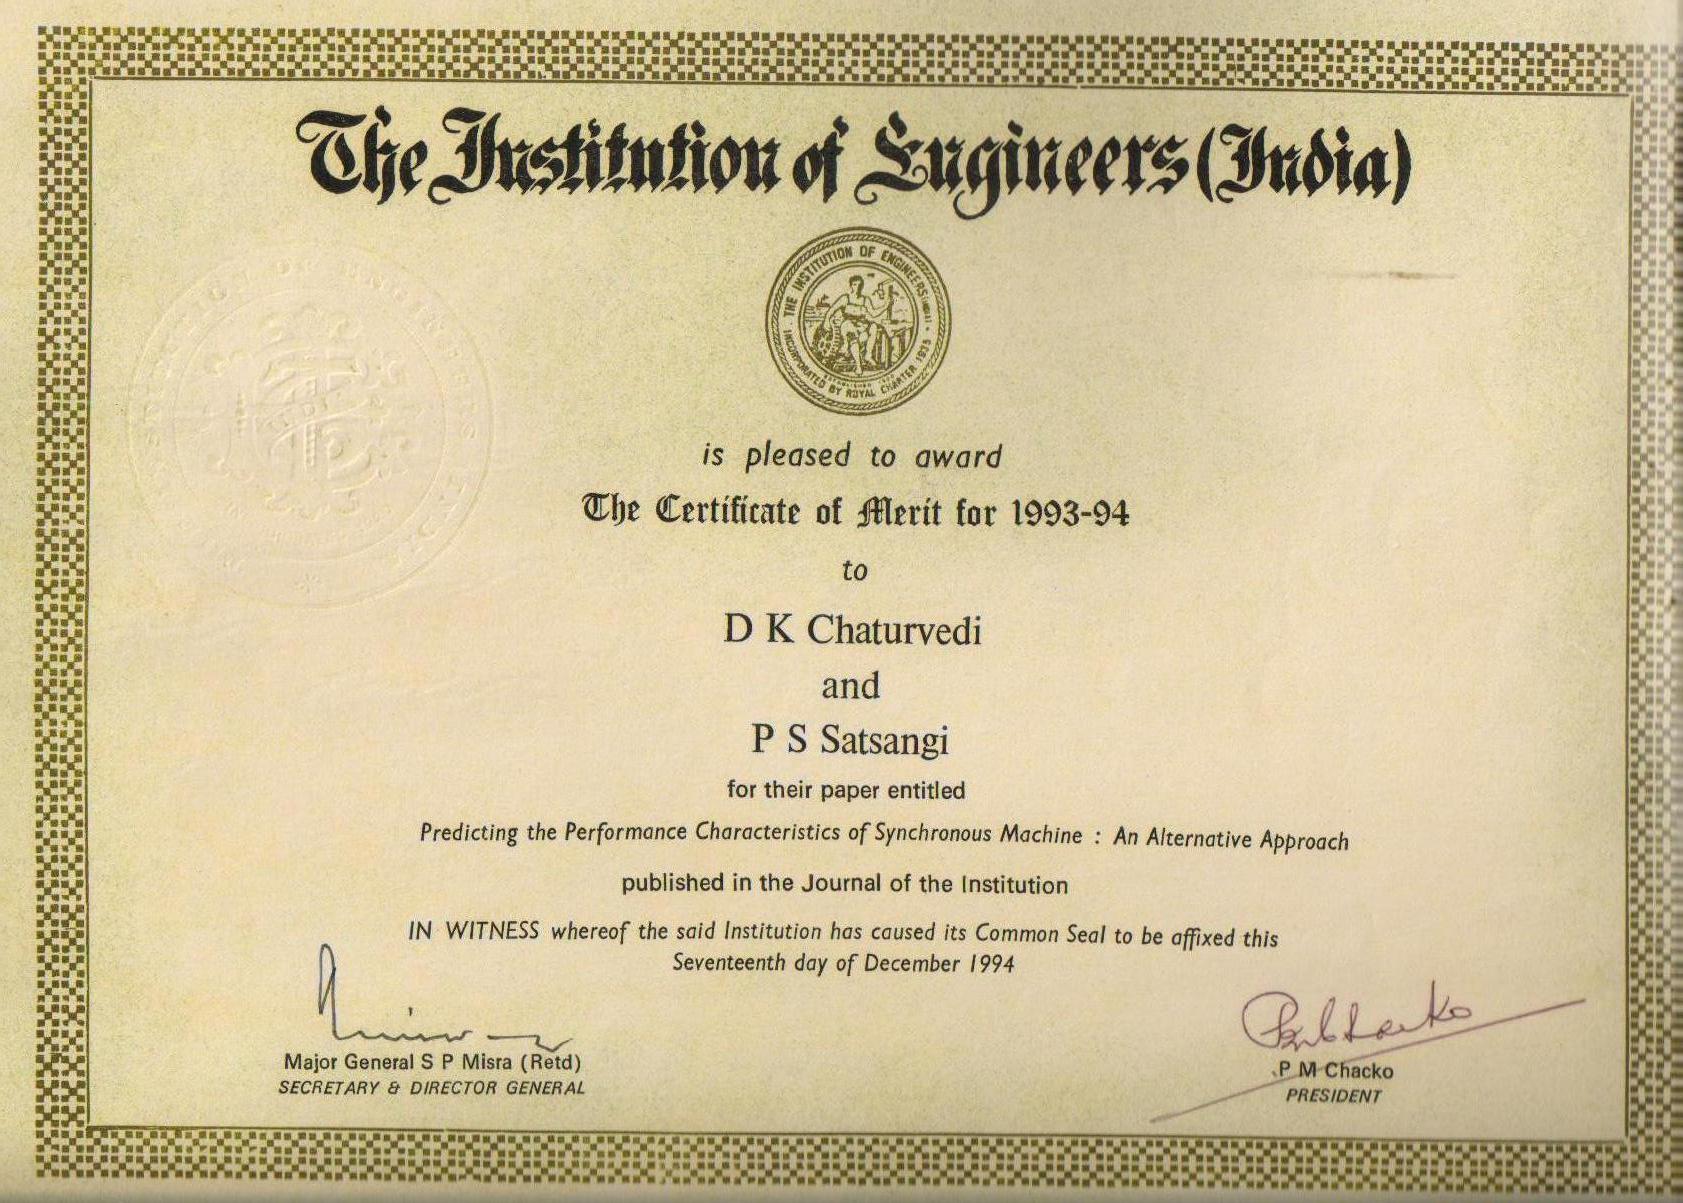 The Institution of Engineers (India)
THE INSTITUTION OF ENGINEERS (INDIA)
INCORPORATED BY ROYAL CHARTER 1935
is pleased to award
The Certificate of Merit for 1993-94
to
D K Chaturvedi
and
P S Satsangi
for their paper entitled
Predicting the Performance Characteristics of Synchronous Machine : An Alternative Approach
published in the Journal of the Institution
IN WITNESS whereof the said Institution has caused its Common Seal to be affixed this
Seventeenth day of December 1994
Major General S P Misra (Retd)
SECRETARY & DIRECTOR GENERAL
P M Chacko
PRESIDENT